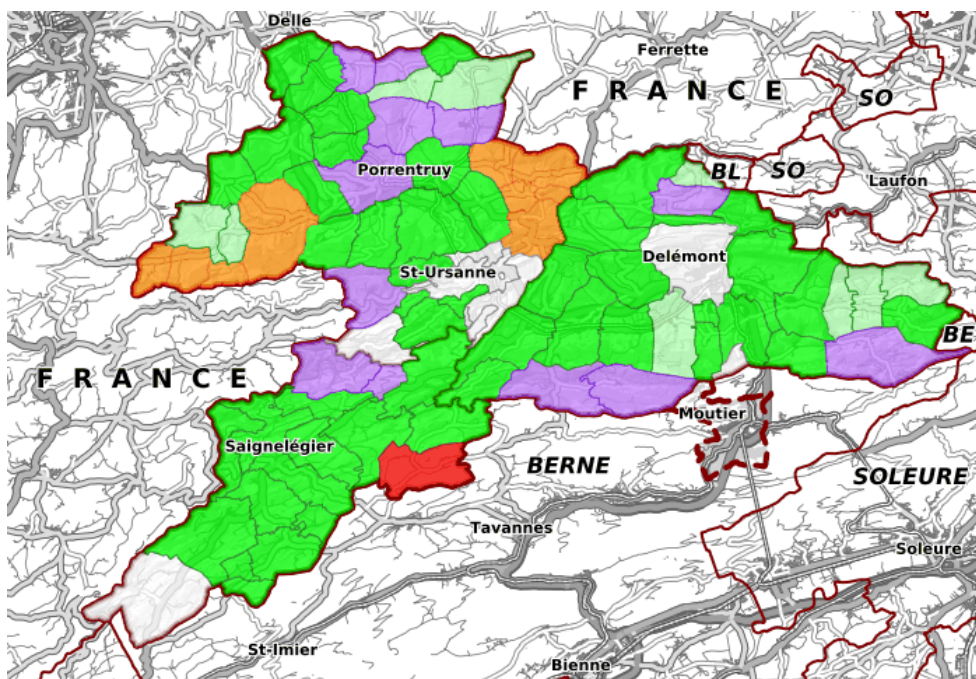 Delle
Ferrette
F R A N C E
SO
Porrentruy
BL
SO
Laufon
St-Ursanne
Delémont
BE
F R A N C E
Moutier
Saignelégier
BERNE
SOLEURE
Tavannes
Soleure
St-Imier
Bienne